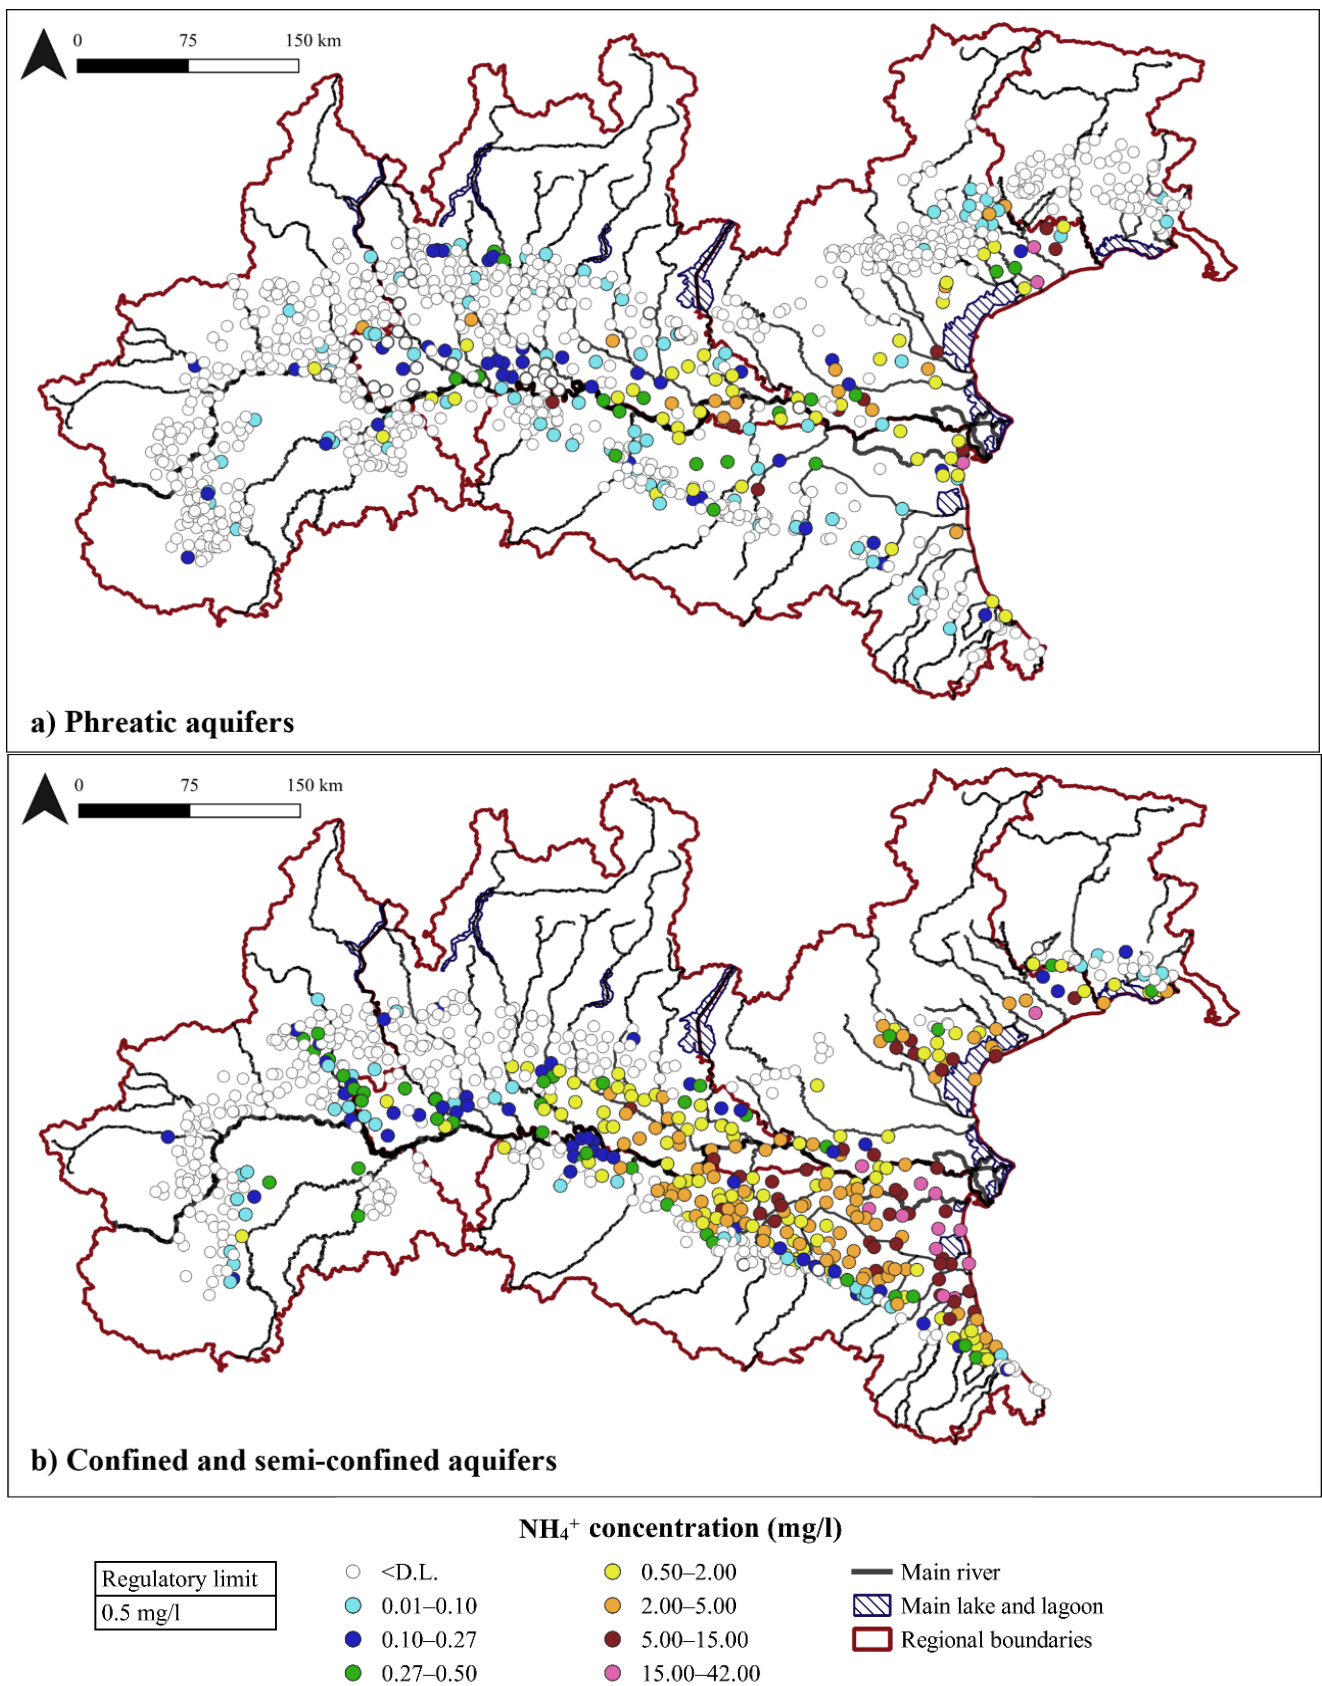 0 75 150 km
a) Phreatic aquifers
0 75 150 km
b) Confined and semi-confined aquifers
NH₄⁺ concentration (mg/l)
Regulatory limit
0.5 mg/l
<D.L.
0.01–0.10
0.10–0.27
0.27–0.50
0.50–2.00
2.00–5.00
5.00–15.00
15.00–42.00
Main river
Main lake and lagoon
Regional boundaries